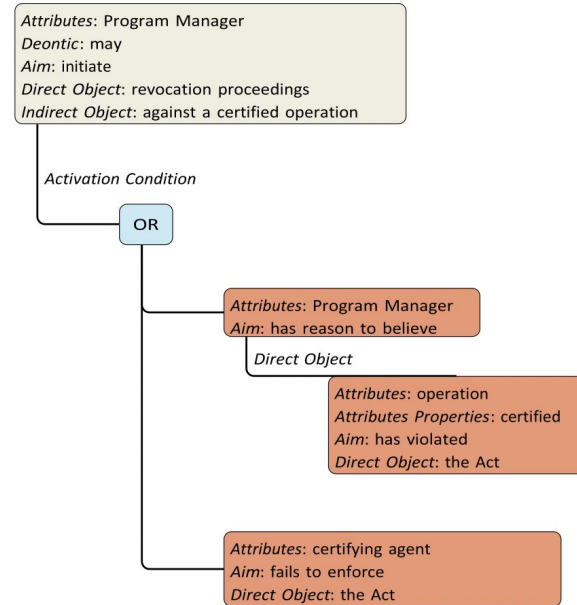 Attributes: Program Manager
Deontic: may
Aim: initiate
Direct Object: revocation proceedings
Indirect Object: against a certified operation
Activation Condition
OR
Attributes: Program Manager
Aim: has reason to believe
Direct Object
Attributes: operation
Attributes Properties: certified
Aim: has violated
Direct Object: the Act
Attributes: certifying agent
Aim: fails to enforce
Direct Object: the Act